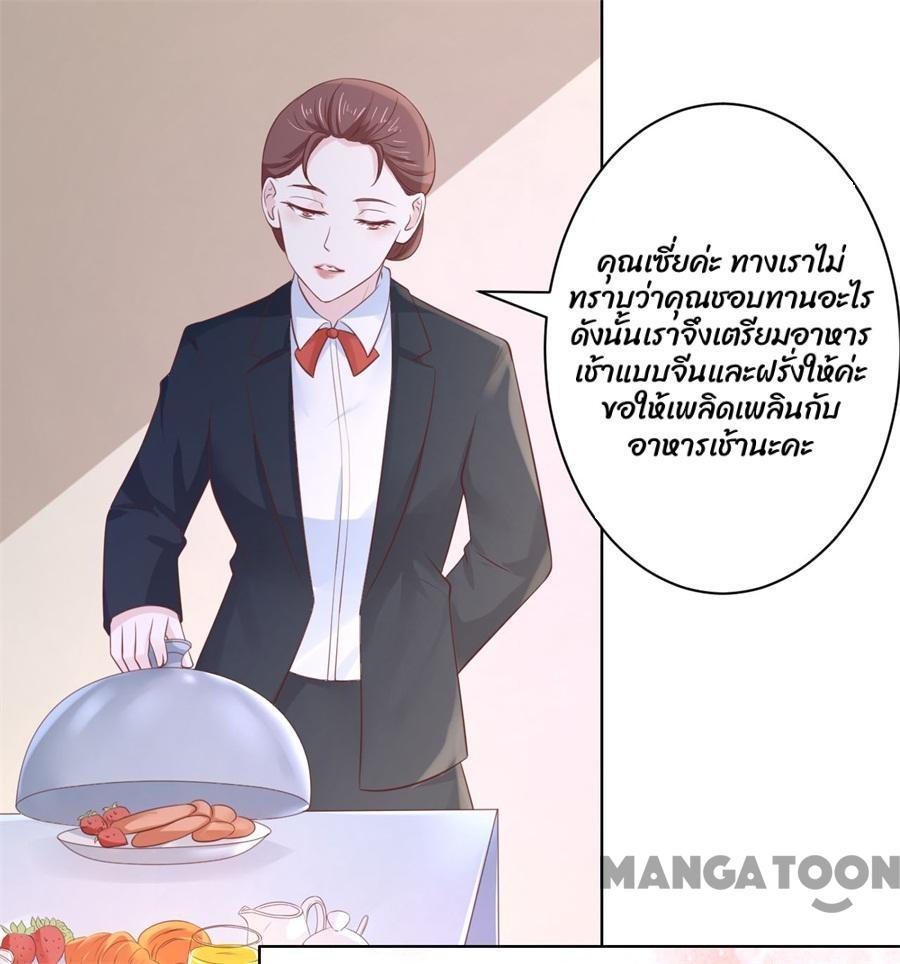 คุณเซี่ยค่ะ ทางเราไม่
ทราบว่าคุณชอบทานอะไร
ดังนั้นเราจึงเตรียมอาหาร
เช้าแบบจีนและฝรั่งให้ค่ะ
ขอให้เพลิดเพลินกับ
อาหารเช้านะคะ
MANGATOON